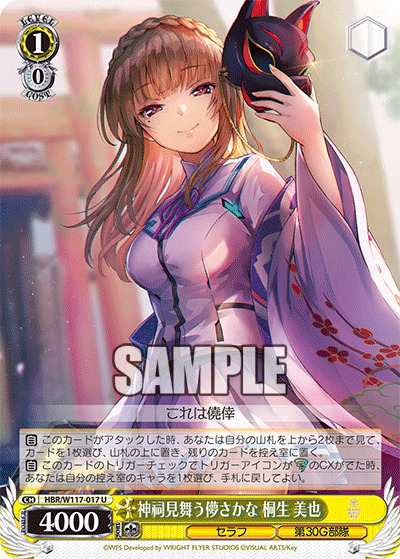 LEVEL
1
0
COST
SAMPLE
これは僥倖
このカードがアタックした時、あなたは自分の山札を上から2枚まで見て、
カードを1枚選び、山札の上に置き、残りのカードを控え室に置く。
このカードのトリガーチェックでトリガーアイコンがのCXがでた時、
あなたは自分の控え室のキャラを1枚選び、手札に戻してよい。
CH HBR/W117-017 U
4000
神祠見舞う儚さかな 桐生 美也
セラフ
第30G部隊
©WFS Developed by WRIGHT FLYER STUDIOS ©VISUAL ARTS/Key